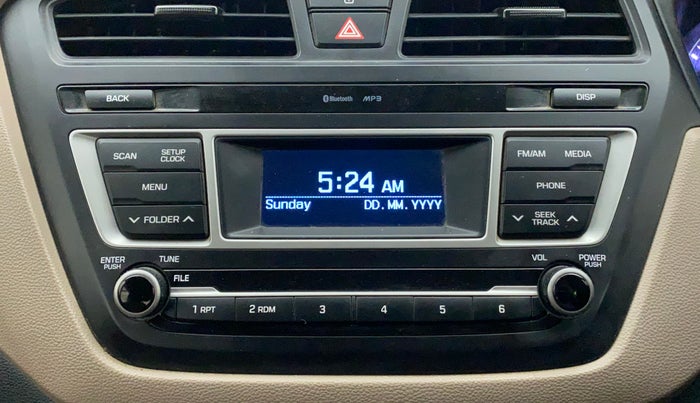 BACK
Bluetooth MP3
DISP
SCAN
SETUP
CLOCK
5:24 AM
FM/AM
MEDIA
MENU
PHONE
FOLDER
Sunday DD.MM.YYYY
SEEK
TRACK
ENTER
PUSH
TUNE
FILE
VOL
POWER
PUSH
1 RPT
2 RDM
3
4
5
6